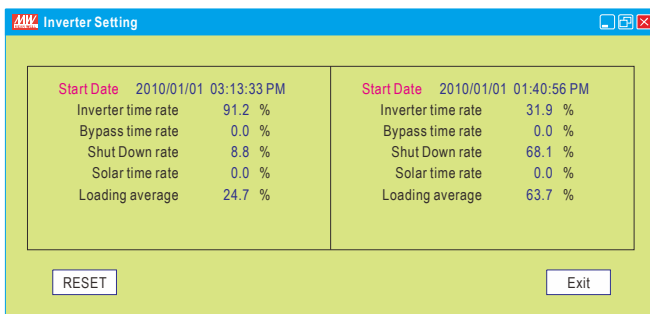 MW Inverter Setting
Start Date 2010/01/01 03:13:33 PM
Inverter time rate 91.2 %
Bypass time rate 0.0 %
Shut Down rate 8.8 %
Solar time rate 0.0 %
Loading average 24.7 %
Start Date 2010/01/01 01:40:56 PM
Inverter time rate 31.9 %
Bypass time rate 0.0 %
Shut Down rate 68.1 %
Solar time rate 0.0 %
Loading average 63.7 %
RESET
Exit